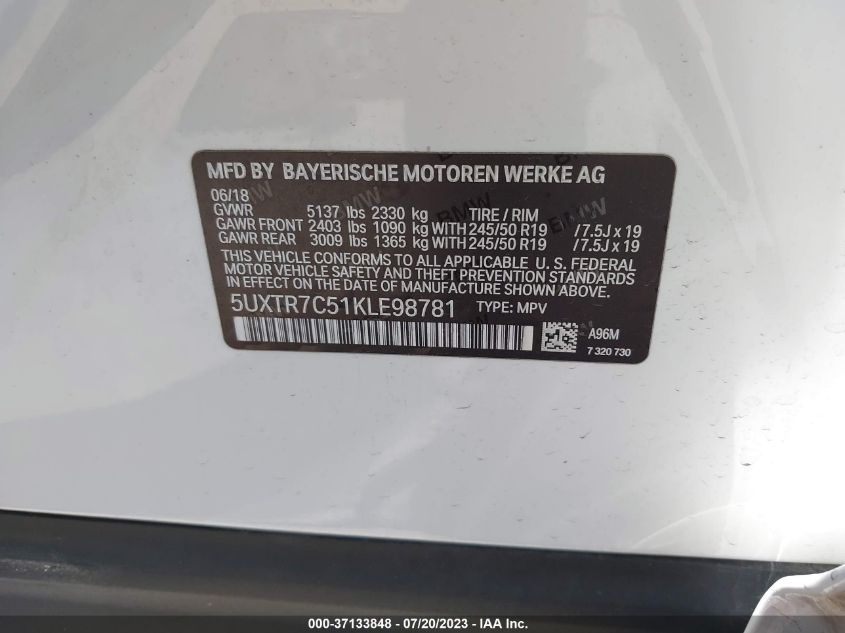 MFD BY BAYERISCHE MOTOREN WERKE AG
06/18
GVWR 5137 lbs 2330 kg TIRE / RIM
GAWR FRONT 2403 lbs 1090 kg WITH 245/50 R19 /7.5J x 19
GAWR REAR 3009 lbs 1365 kg WITH 245/50 R19 /7.5J x 19
THIS VEHICLE CONFORMS TO ALL APPLICABLE U. S. FEDERAL
MOTOR VEHICLE SAFETY AND THEFT PREVENTION STANDARDS
IN EFFECT ON THE DATE OF MANUFACTURE SHOWN ABOVE.
5UXTR7C51KLE98781 TYPE: MPV
A96M
7 320 730
BMW
BMW
BMW
000-37133848 - 07/20/2023 - IAA Inc.